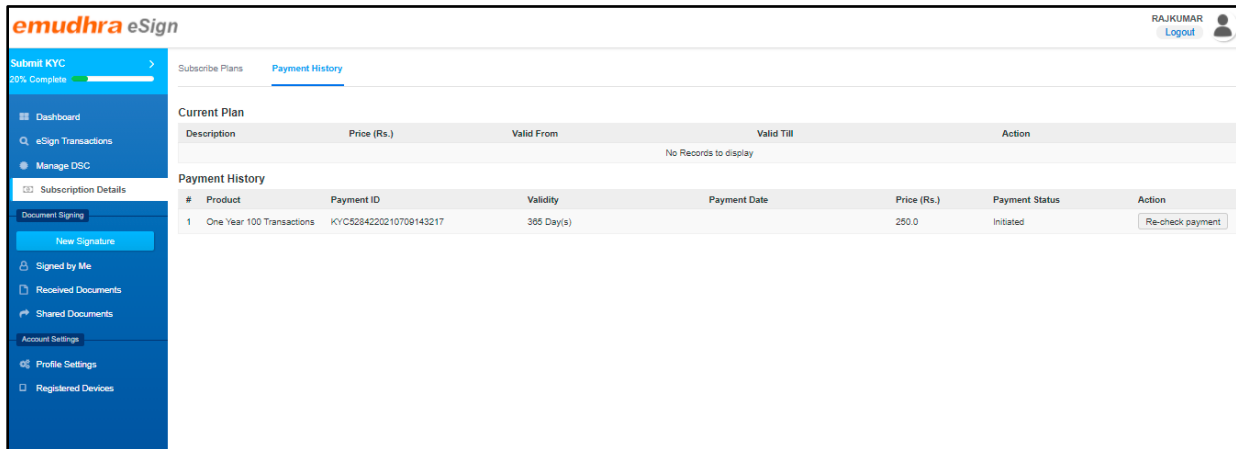 emudhra eSign
RAJKUMAR
Logout
Submit KYC >
20% Complete
Subscribe Plans Payment History
Dashboard
eSign Transactions
Manage DSC
Subscription Details
Document Signing
New Signature
Signed by Me
Received Documents
Shared Documents
Account Settings
Profile Settings
Registered Devices
Current Plan
Description Price (Rs.) Valid From Valid Till Action
No Records to display
Payment History
# Product Payment ID Validity Payment Date Price (Rs.) Payment Status Action
1 One Year 100 Transactions KYC5284220210709143217 365 Day(s) 250.0 Initiated Re-check payment